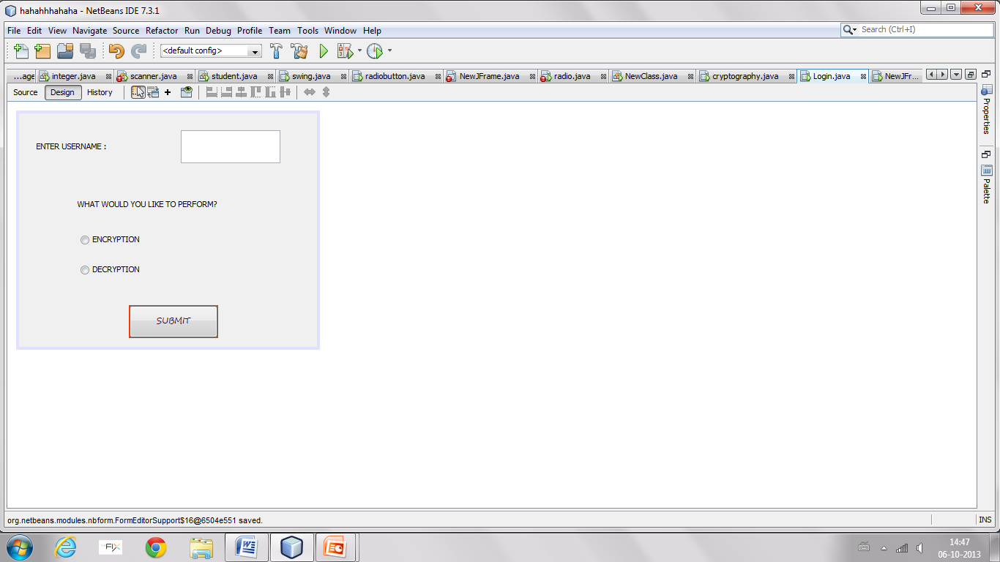 hahahhhahaha - NetBeans IDE 7.3.1
File Edit View Navigate Source Refactor Run Debug Profile Team Tools Window Help
Search (Ctrl+I)
<default config>
...age integer.java scanner.java student.java swing.java radiobutton.java NewJFrame.java radio.java NewClass.java cryptography.java Login.java NewJFr...
Source Design History
Properties
Palette
ENTER USERNAME :
WHAT WOULD YOU LIKE TO PERFORM?
ENCRYPTION
DECRYPTION
SUBMIT
org.netbeans.modules.nbform.FormEditorSupport$16@6504e551 saved.
INS
FIX
14:47
06-10-2013